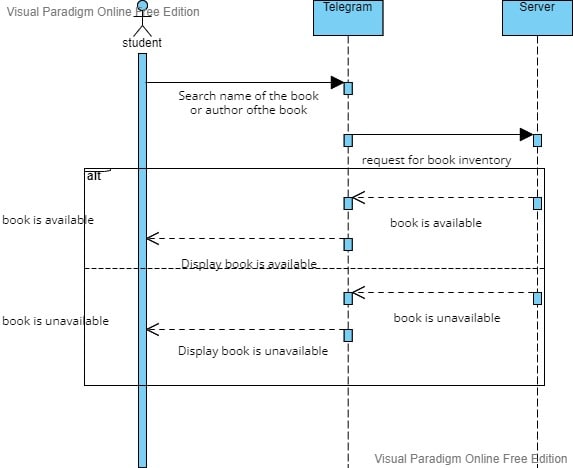 Visual Paradigm Online Free Edition
Telegram
Server
student
Search name of the book
or author ofthe book
request for book inventory
alt
book is available
book is available
Display book is available
book is unavailable
book is unavailable
Display book is unavailable
Visual Paradigm Online Free Edition